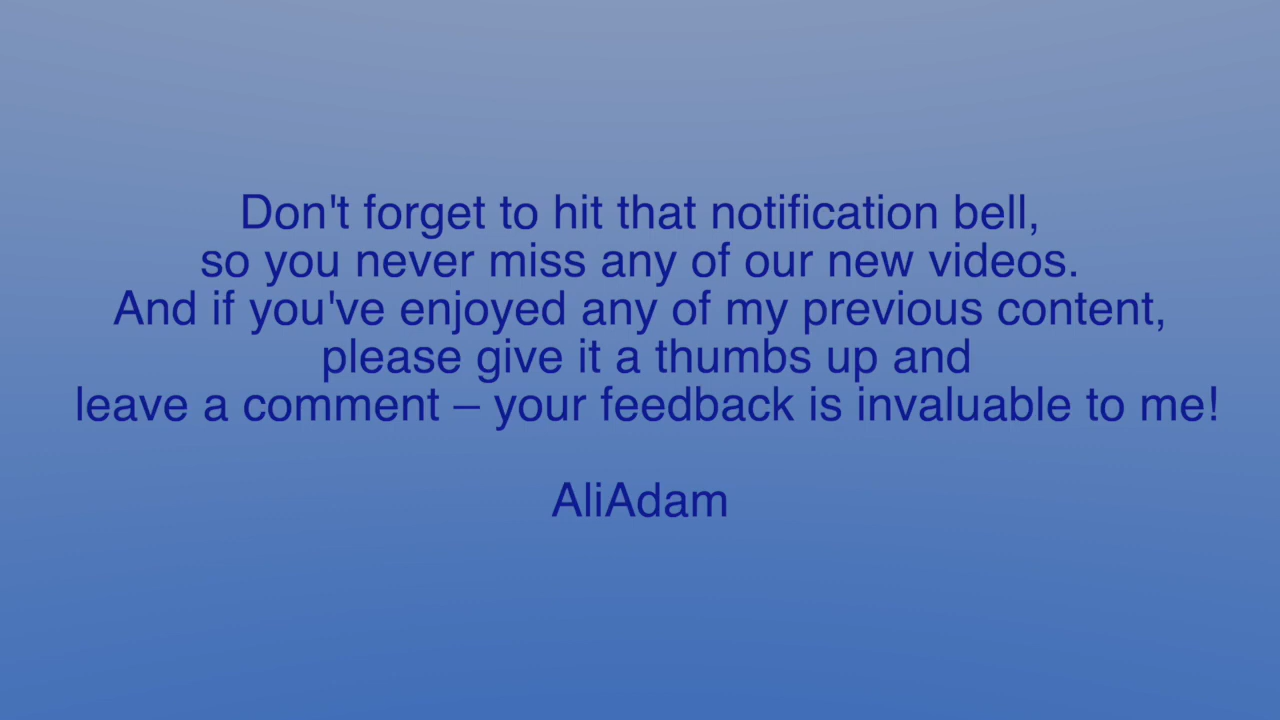 Don't forget to hit that notification bell,
so you never miss any of our new videos.
And if you've enjoyed any of my previous content,
please give it a thumbs up and
leave a comment – your feedback is invaluable to me!
AliAdam